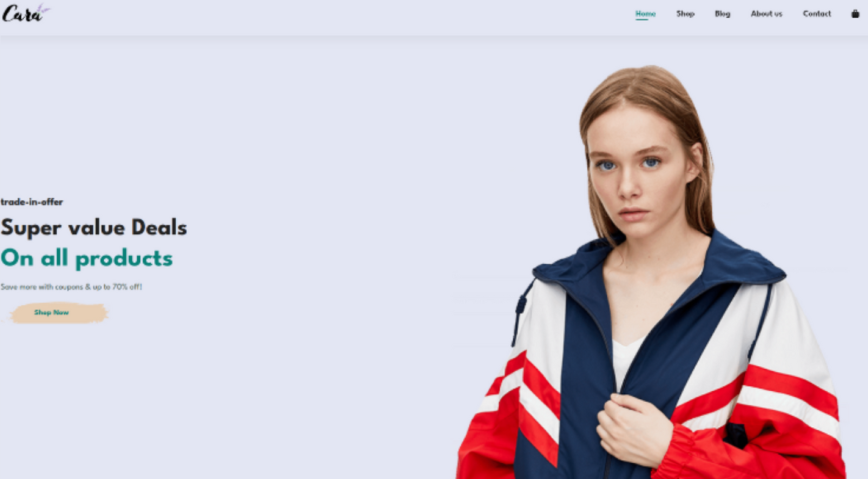 Cara
Home Shop Blog About us Contact
trade-in-offer
Super value Deals
On all products
Save more with coupons & up to 70% off!
Shop Now